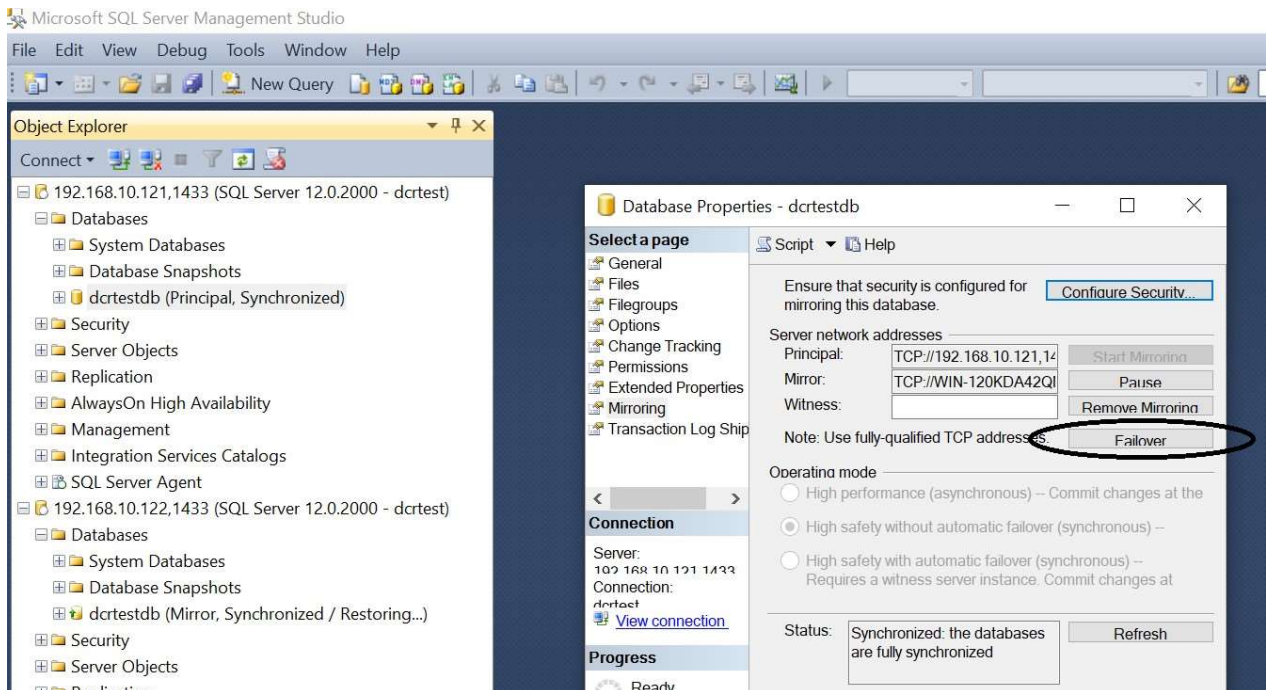 Microsoft SQL Server Management Studio
File Edit View Debug Tools Window Help
New Query
Object Explorer
Connect
192.168.10.121,1433 (SQL Server 12.0.2000 - dcrtest)
Databases
System Databases
Database Snapshots
dcrtestdb (Principal, Synchronized)
Security
Server Objects
Replication
AlwaysOn High Availability
Management
Integration Services Catalogs
SQL Server Agent
192.168.10.122,1433 (SQL Server 12.0.2000 - dcrtest)
Databases
System Databases
Database Snapshots
dcrtestdb (Mirror, Synchronized / Restoring...)
Security
Server Objects
Database Properties - dcrtestdb
Select a page
General
Files
Filegroups
Options
Change Tracking
Permissions
Extended Properties
Mirroring
Transaction Log Ship
Connection
Server:
192.168.10.121,1433
Connection:
dcrtest
View connection
Progress
Ready
Script Help
Ensure that security is configured for
mirroring this database.
Configure Security...
Server network addresses
Principal: TCP://192.168.10.121,14 Start Mirroring
Mirror: TCP://WIN-120KDA42QI Pause
Witness: Remove Mirroring
Note: Use fully-qualified TCP addresses. Failover
Operating mode
High performance (asynchronous) -- Commit changes at the
High safety without automatic failover (synchronous) --
High safety with automatic failover (synchronous) --
Requires a witness server instance. Commit changes at
Status: Synchronized: the databases
are fully synchronized
Refresh